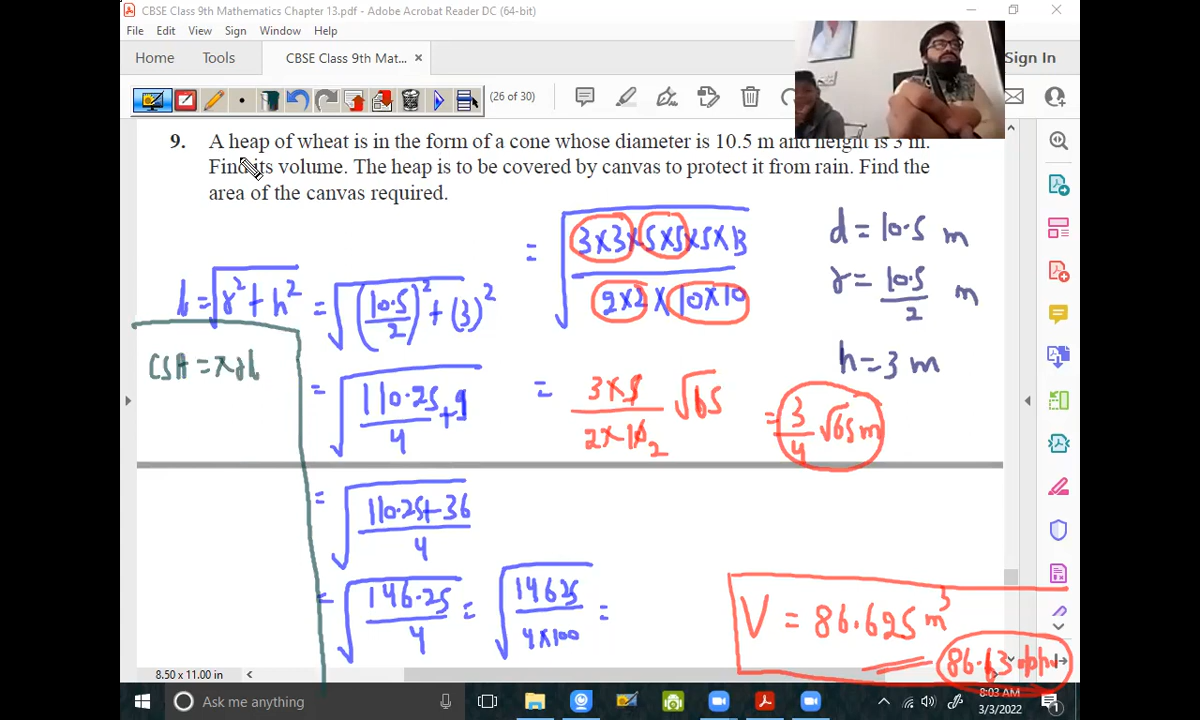 CBSE Class 9th Mathematics Chapter 13.pdf - Adobe Acrobat Reader DC (64-bit)
File Edit View Sign Window Help
Home Tools CBSE Class 9th Mat... × Sign In
(26 of 30)
9. A heap of wheat is in the form of a cone whose diameter is 10.5 m and height is 3 m.
Find its volume. The heap is to be covered by canvas to protect it from rain. Find the
area of the canvas required.
d = 10.5 m
r = 10.5/2 m
h = 3 m
l = √(r² + h²) = √((10.5/2)² + (3)²)
= √(110.25/4 + 9)
= √((110.25 + 36)/4)
= √(146.25/4) = √(14625/(4×100)) =
= √((3×3×5×5×5×13)/(2×2×10×10))
= (3×5)/(2×10 2) √65 = 3/4 √65 m
CSA = πrl
V = 86.625 m³
86.63 appr
8.50 x 11.00 in
Ask me anything
8:03 AM
3/3/2022
1